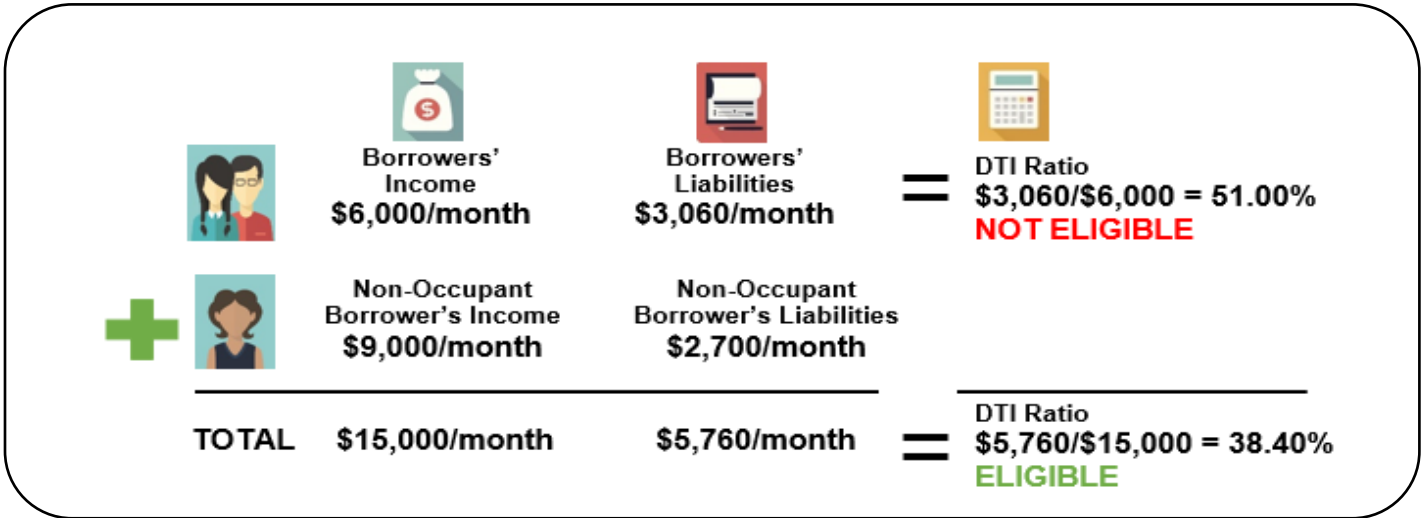 Borrowers'
Income
$6,000/month
Borrowers'
Liabilities
$3,060/month
=
DTI Ratio
$3,060/$6,000 = 51.00%
NOT ELIGIBLE
Non-Occupant
Borrower's Income
$9,000/month
Non-Occupant
Borrower's Liabilities
$2,700/month
TOTAL
$15,000/month
$5,760/month
=
DTI Ratio
$5,760/$15,000 = 38.40%
ELIGIBLE